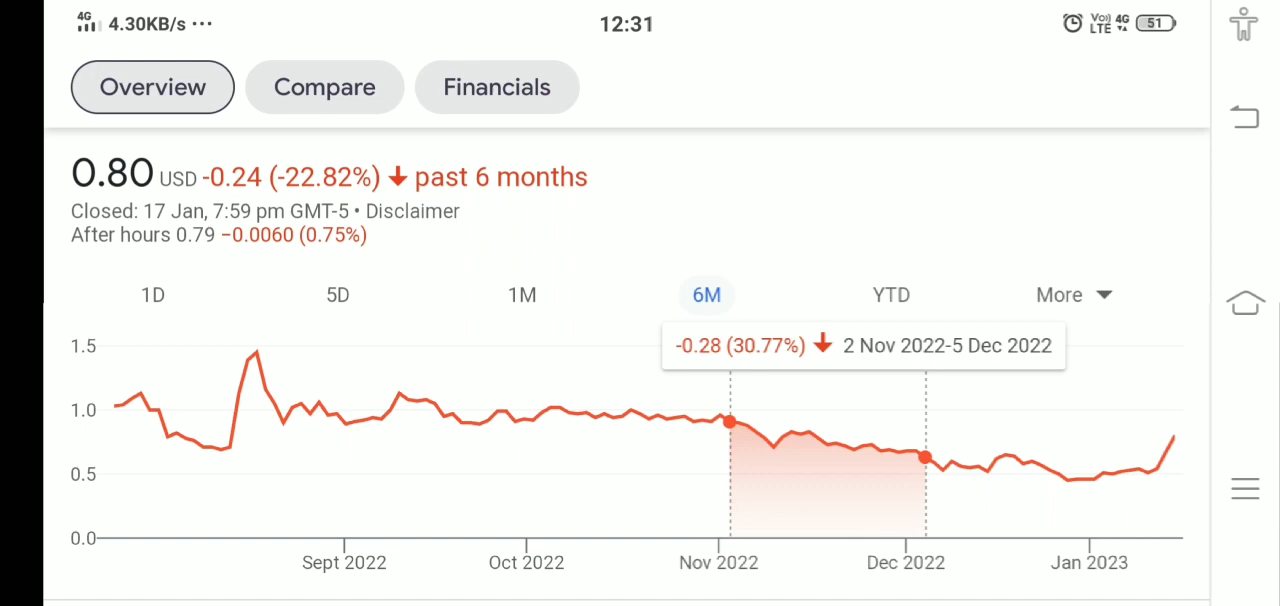 4G 4.30KB/s ··· 12:31 Vo)) LTE 4G 51
Overview Compare Financials
0.80 USD -0.24 (-22.82%) ↓ past 6 months
Closed: 17 Jan, 7:59 pm GMT-5 • Disclaimer
After hours 0.79 −0.0060 (0.75%)
1D 5D 1M 6M YTD More
-0.28 (30.77%) ↓ 2 Nov 2022-5 Dec 2022
1.5
1.0
0.5
0.0
Sept 2022 Oct 2022 Nov 2022 Dec 2022 Jan 2023